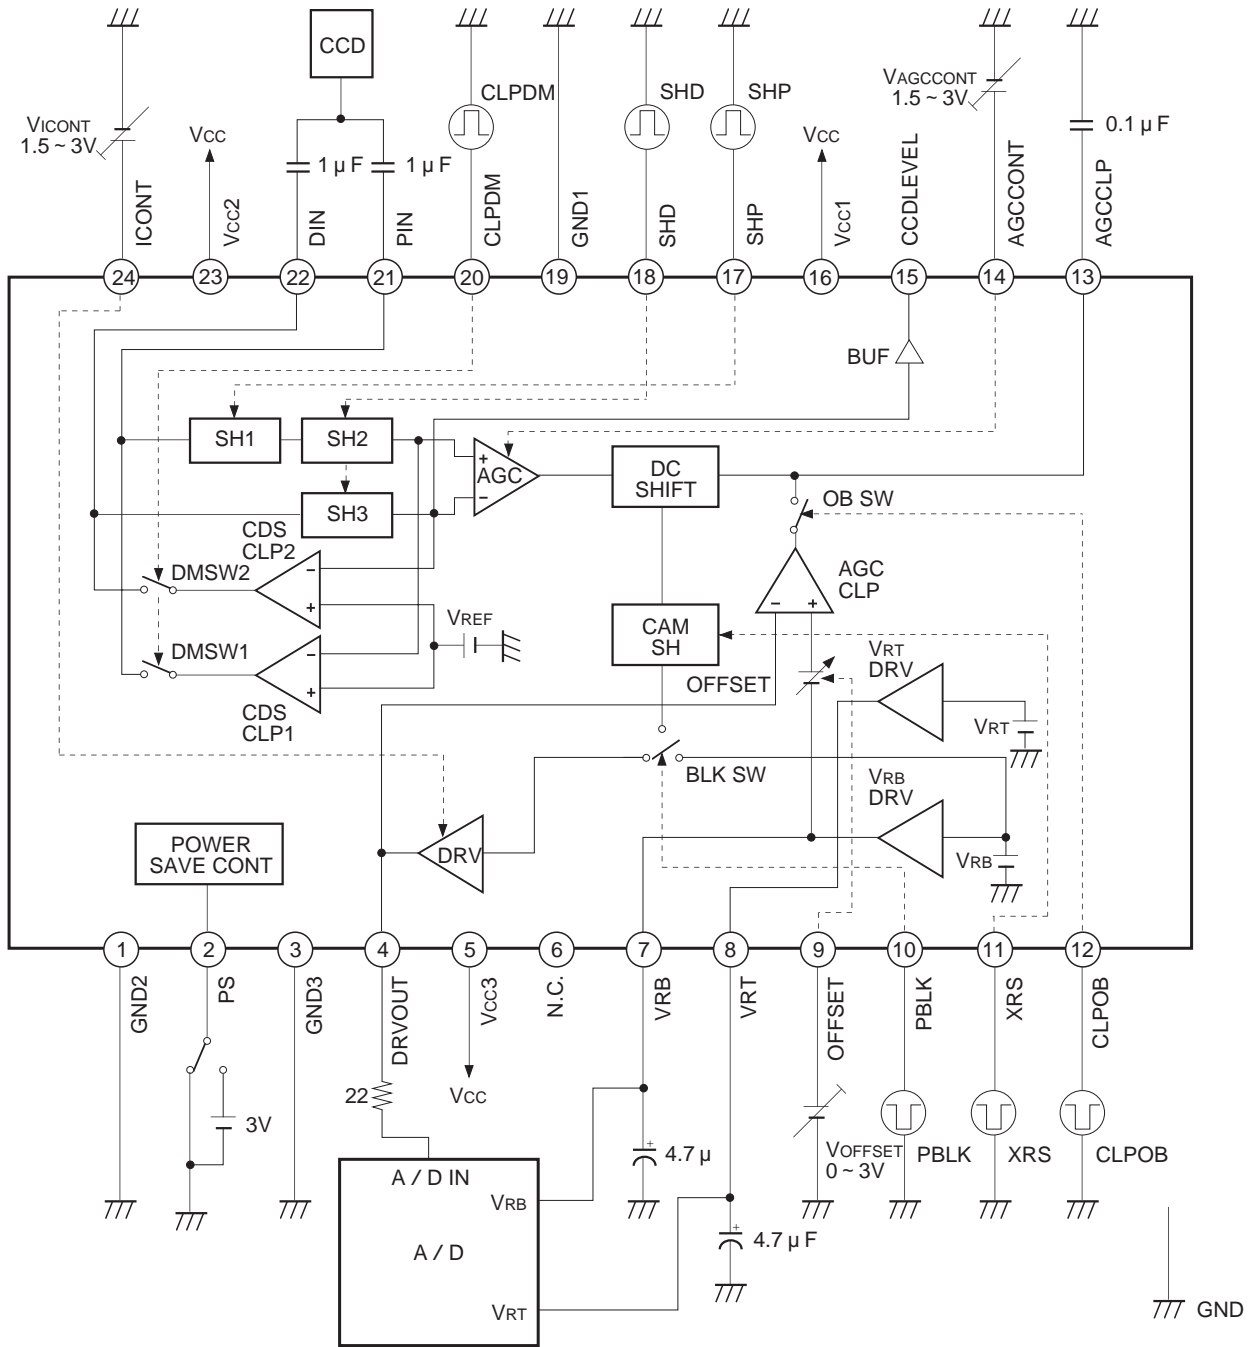 CCD
CLPDM
SHD
SHP
VAGCCONT
1.5 ~ 3V
VICONT
1.5 ~ 3V
VCC
1 µ F
1 µ F
VCC
0.1 µ F
ICONT
VCC2
DIN
PIN
CLPDM
GND1
SHD
SHP
VCC1
CCDLEVEL
AGCCONT
AGCCLP
24
23
22
21
20
19
18
17
16
15
14
13
BUF
SH1
SH2
SH3
+
AGC
−
DC
SHIFT
OB SW
CDS
CLP2
DMSW2
−
+
AGC
CLP
−
+
VREF
CAM
SH
DMSW1
−
+
CDS
CLP1
OFFSET
VRT
DRV
VRT
BLK SW
VRB
DRV
VRB
POWER
SAVE CONT
DRV
1
2
3
4
5
6
7
8
9
10
11
12
GND2
PS
GND3
DRVOUT
VCC3
N.C.
VRB
VRT
OFFSET
PBLK
XRS
CLPOB
22
VCC
3V
+
4.7 µ
VOFFSET
0 ~ 3V
PBLK
XRS
CLPOB
A / D IN
VRB
A / D
VRT
+
4.7 µ F
GND